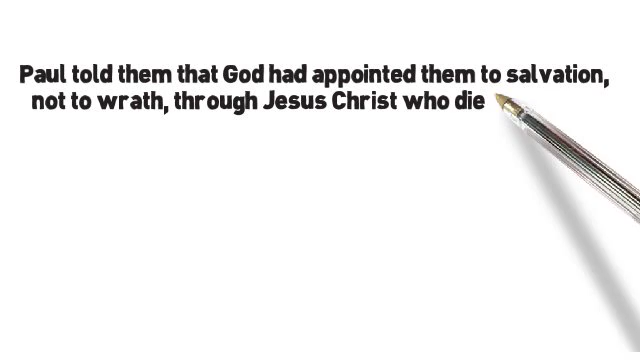 Paul told them that God had appointed them to salvation,
not to wrath, through Jesus Christ who die